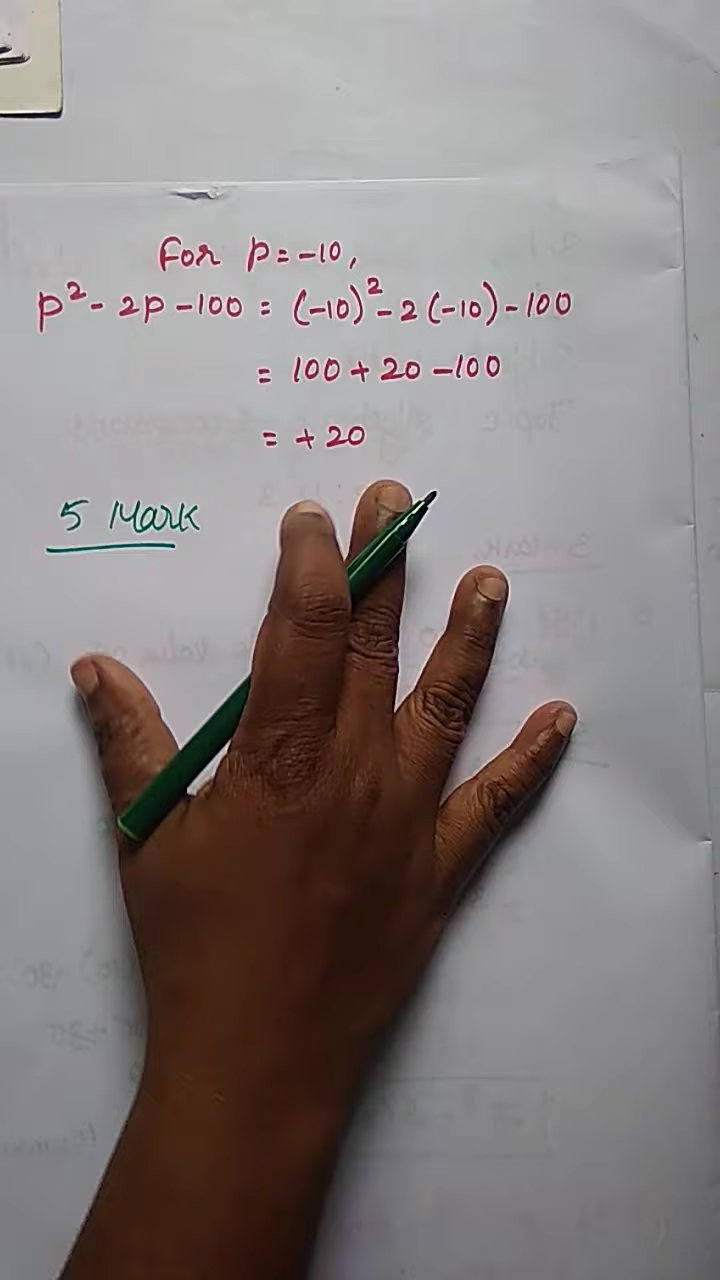 For p = -10,
p² - 2p - 100 = (-10)² - 2 (-10) - 100
= 100 + 20 - 100
= + 20
5 Mark